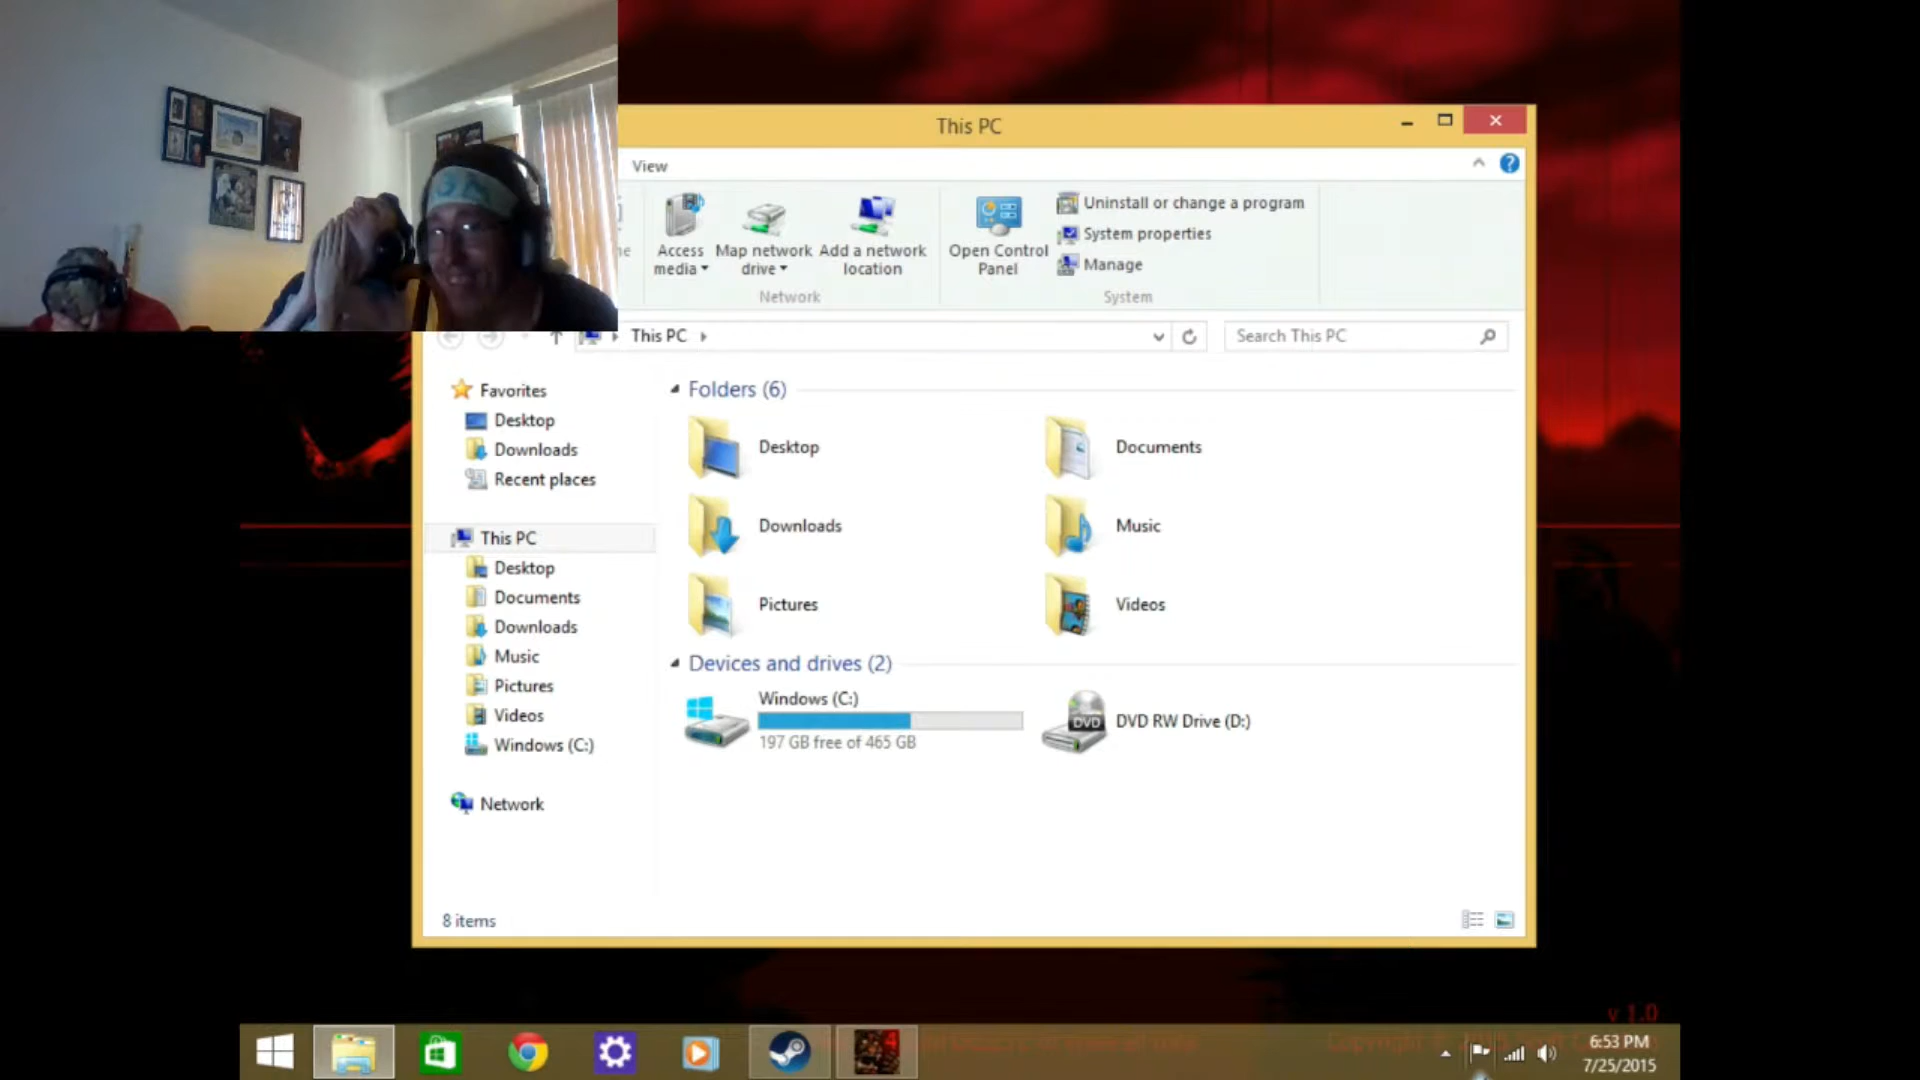 This PC
View
Uninstall or change a program
Access media
Map network drive
Add a network location
Open Control Panel
System properties
Manage
Network
System
This PC
Search This PC
Favorites
Desktop
Downloads
Recent places
This PC
Desktop
Documents
Downloads
Music
Pictures
Videos
Windows (C:)
Network
Folders (6)
Desktop
Documents
Downloads
Music
Pictures
Videos
Devices and drives (2)
Windows (C:)
197 GB free of 465 GB
DVD
DVD RW Drive (D:)
8 items
v 1.0
4
Copyright
6:53 PM
7/25/2015